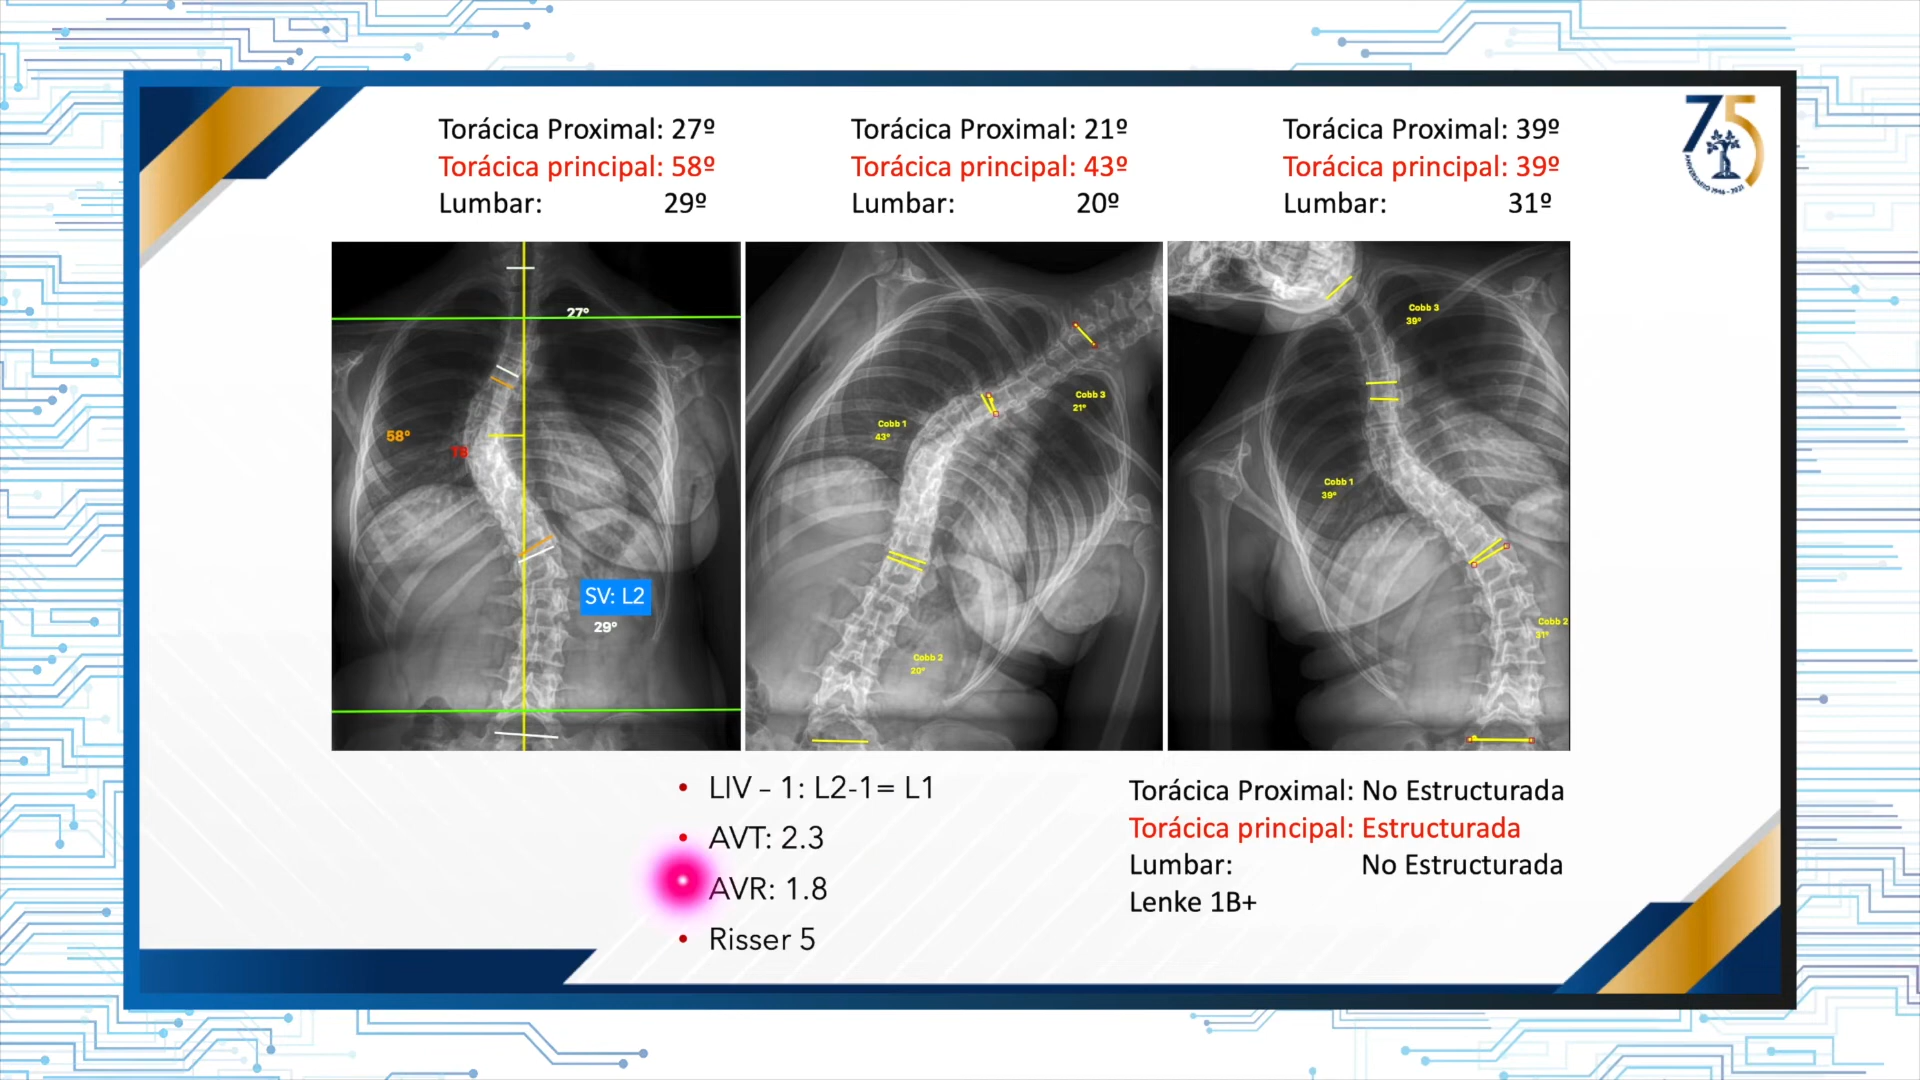 Torácica Proximal: 27º
Torácica principal: 58º
Lumbar: 29º
Torácica Proximal: 21º
Torácica principal: 43º
Lumbar: 20º
Torácica Proximal: 39º
Torácica principal: 39º
Lumbar: 31º
75
27º
58º
T8
SV: L2
29º
Cobb 3
21º
Cobb 1
43º
Cobb 2
20º
Cobb 3
39º
Cobb 1
39º
Cobb 2
31º
• LIV – 1: L2-1= L1
• AVT: 2.3
AVR: 1.8
• Risser 5
Torácica Proximal: No Estructurada
Torácica principal: Estructurada
Lumbar: No Estructurada
Lenke 1B+